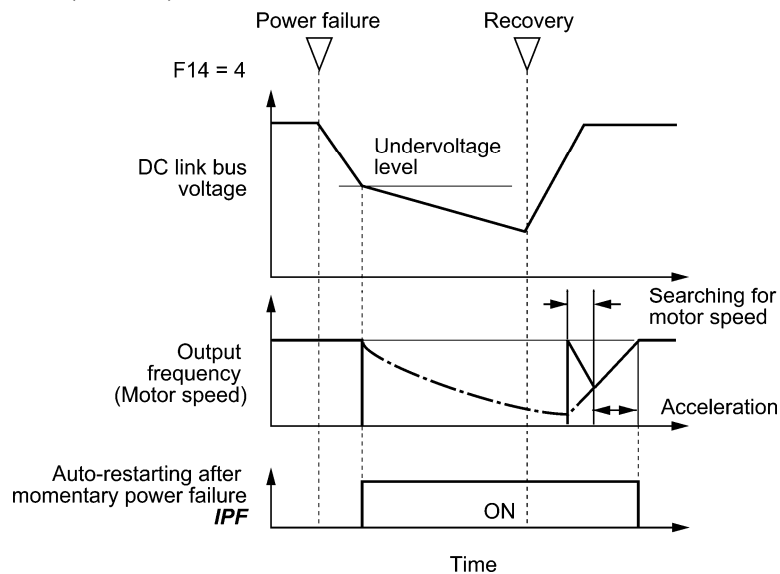 Power failure
Recovery
F14 = 4
Undervoltage
level
DC link bus
voltage
Searching for
motor speed
Output
frequency
(Motor speed)
Acceleration
Auto-restarting after
momentary power failure
IPF
ON
Time